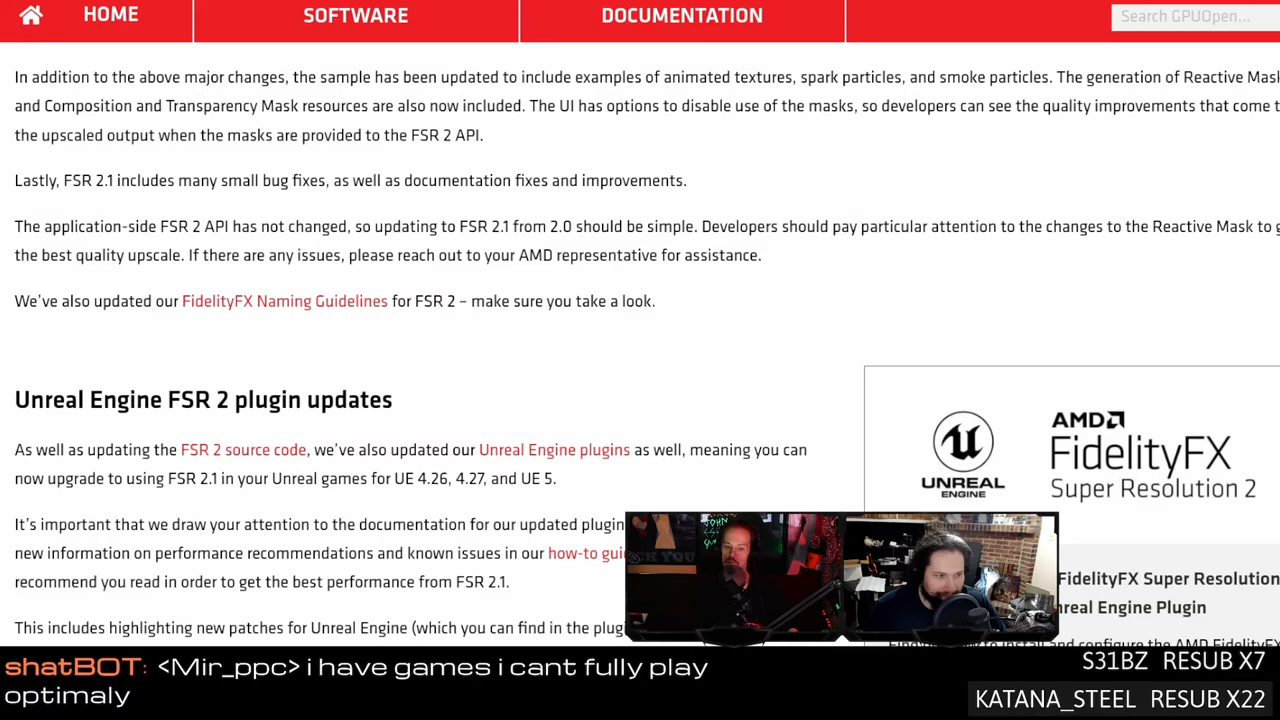 HOME
SOFTWARE
DOCUMENTATION
Search GPUOpen...
In addition to the above major changes, the sample has been updated to include examples of animated textures, spark particles, and smoke particles. The generation of Reactive Mask
and Composition and Transparency Mask resources are also now included. The UI has options to disable use of the masks, so developers can see the quality improvements that come t
the upscaled output when the masks are provided to the FSR 2 API.
Lastly, FSR 2.1 includes many small bug fixes, as well as documentation fixes and improvements.
The application-side FSR 2 API has not changed, so updating to FSR 2.1 from 2.0 should be simple. Developers should pay particular attention to the changes to the Reactive Mask to g
the best quality upscale. If there are any issues, please reach out to your AMD representative for assistance.
We've also updated our FidelityFX Naming Guidelines for FSR 2 – make sure you take a look.
Unreal Engine FSR 2 plugin updates
As well as updating the FSR 2 source code, we've also updated our Unreal Engine plugins as well, meaning you can
now upgrade to using FSR 2.1 in your Unreal games for UE 4.26, 4.27, and UE 5.
It's important that we draw your attention to the documentation for our updated plugin
new information on performance recommendations and known issues in our how-to gui
recommend you read in order to get the best performance from FSR 2.1.
This includes highlighting new patches for Unreal Engine (which you can find in the plugi
UNREAL
ENGINE
AMD
FidelityFX
Super Resolution 2
FidelityFX Super Resolution
nreal Engine Plugin
shatBOT: <Mir_ppc> i have games i cant fully play
optimaly
S31BZ RESUB X7
KATANA_STEEL RESUB X22